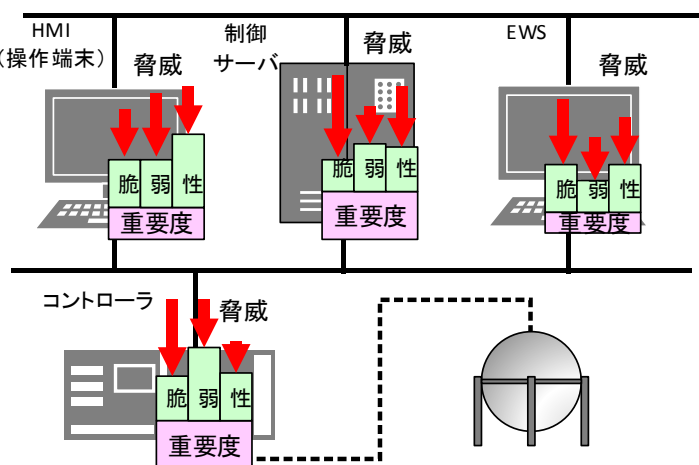 HMI
(操作端末)
脅威
脆 弱 性
重要度
制御
サーバ
脅威
脆 弱 性
重要度
EWS
脅威
脆 弱 性
重要度
コントローラ
脅威
脆 弱 性
重要度